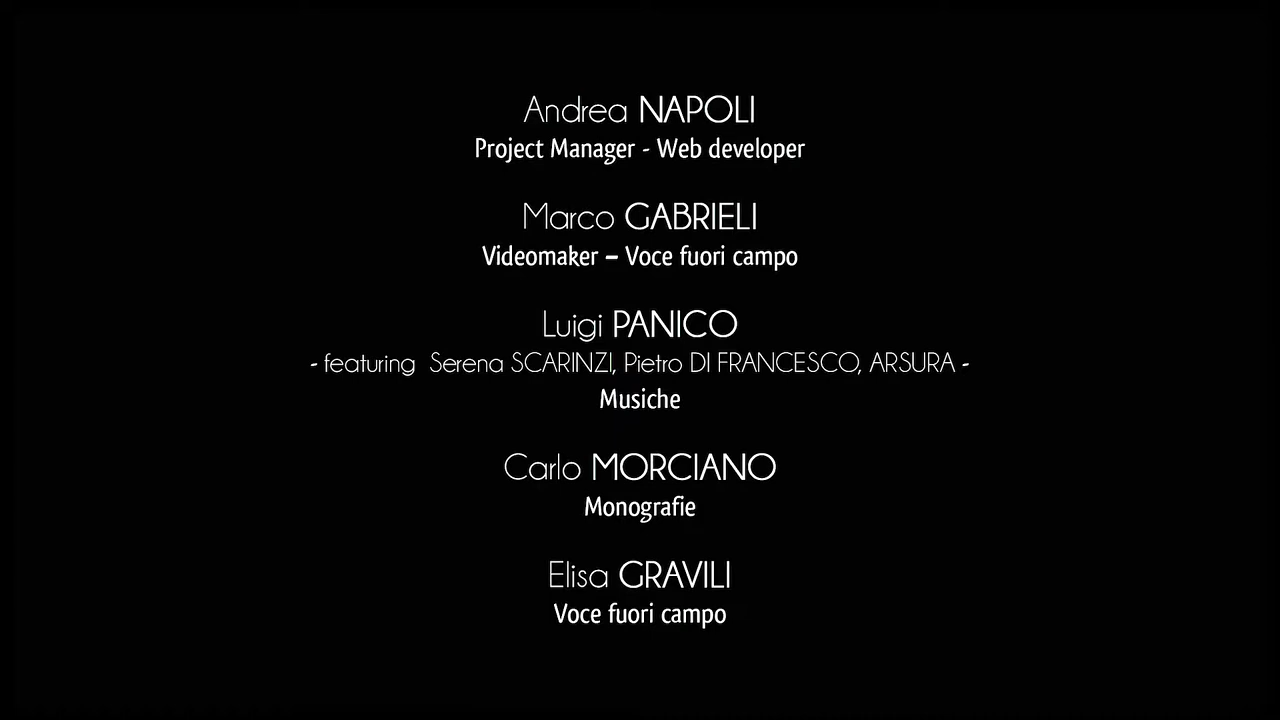 Andrea NAPOLI
Project Manager - Web developer
Marco GABRIELI
Videomaker – Voce fuori campo
Luigi PANICO
- featuring  Serena SCARINZI, Pietro DI FRANCESCO, ARSURA -
Musiche
Carlo MORCIANO
Monografie
Elisa GRAVILI
Voce fuori campo